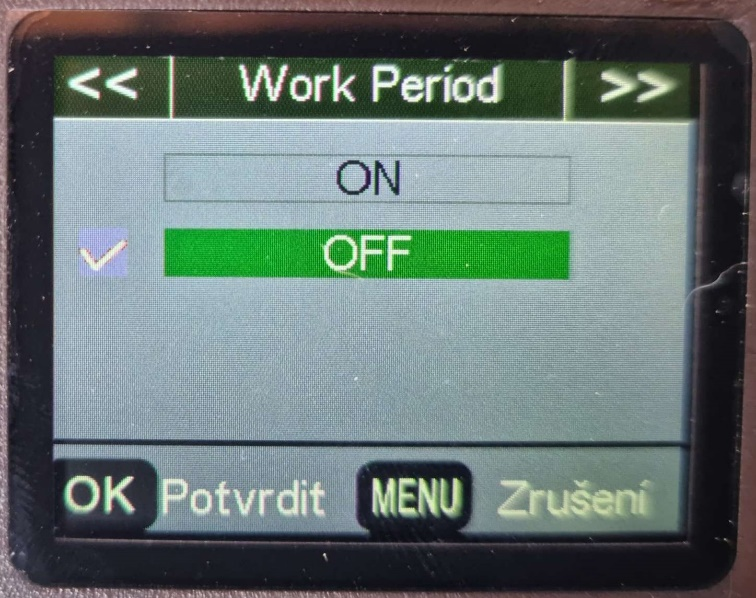 << Work Period >>
ON
OFF
OK Potvrdit MENU Zrušení